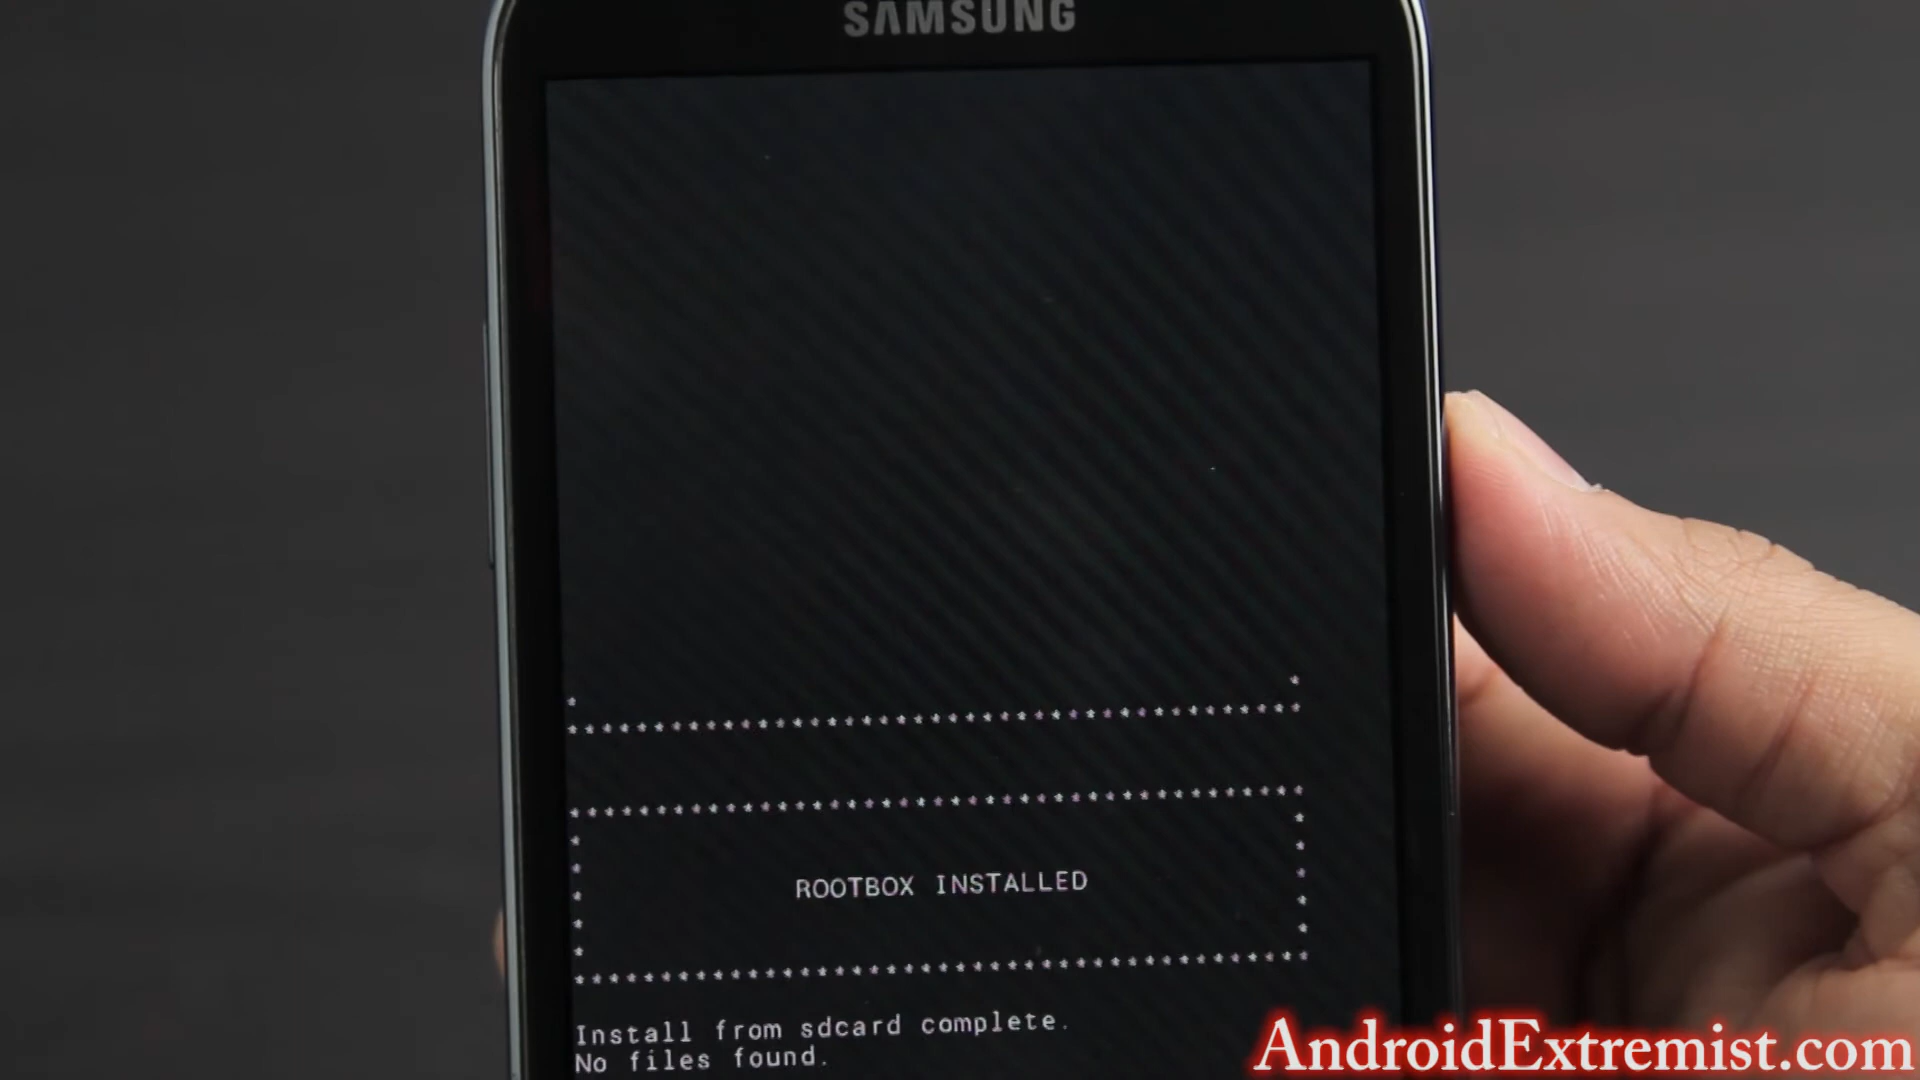 SAMSUNG
* *
*******************************************
*******************************************
* *
* *
* ROOTBOX INSTALLED *
* *
* *
*******************************************
Install from sdcard complete.
No files found.
AndroidExtremist.com